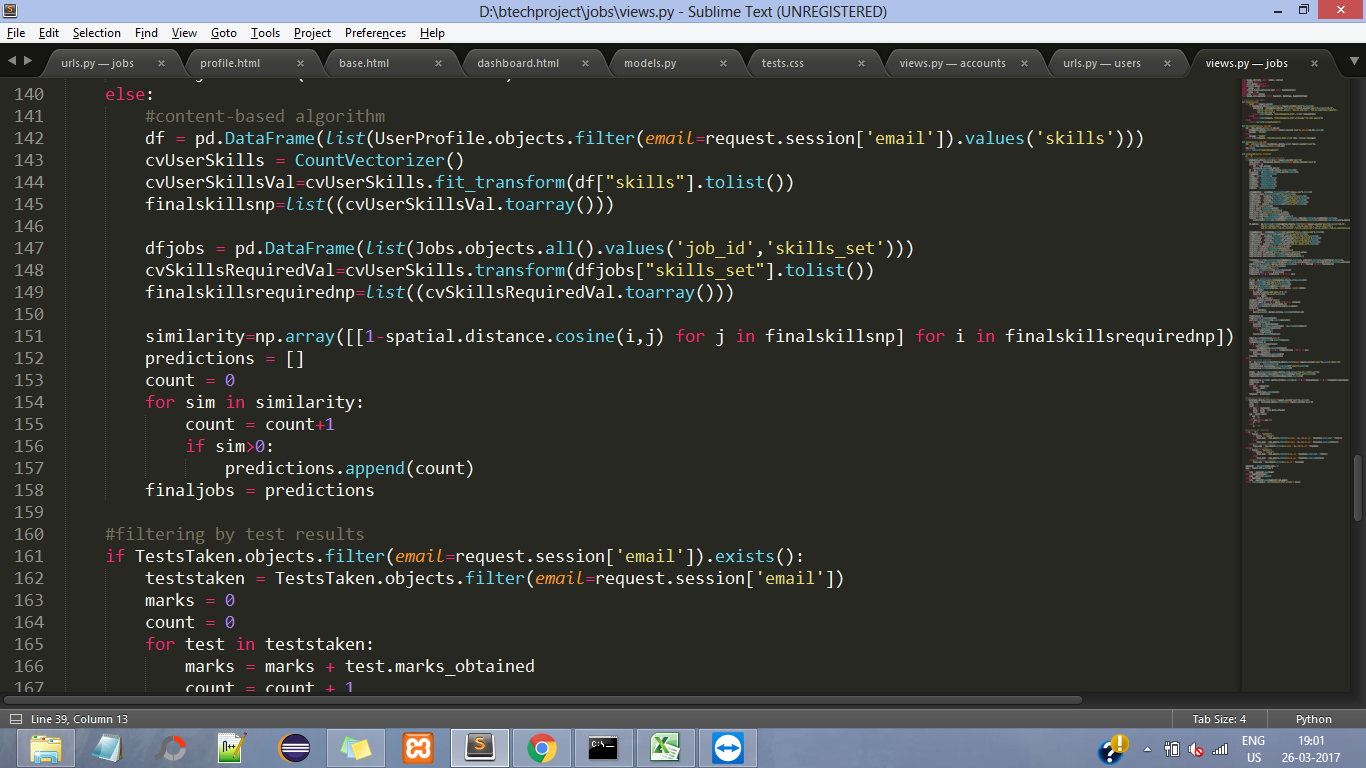 D:\btechproject\jobs\views.py - Sublime Text (UNREGISTERED)
File Edit Selection Find View Goto Tools Project Preferences Help
urls.py — jobs × profile.html × base.html × dashboard.html × models.py × tests.css × views.py — accounts × urls.py — users × views.py — jobs ×
140 else:
141 #content-based algorithm
142 df = pd.DataFrame(list(UserProfile.objects.filter(email=request.session['email']).values('skills')))
143 cvUserSkills = CountVectorizer()
144 cvUserSkillsVal=cvUserSkills.fit_transform(df["skills"].tolist())
145 finalskillsnp=list((cvUserSkillsVal.toarray()))
146
147 dfjobs = pd.DataFrame(list(Jobs.objects.all().values('job_id','skills_set')))
148 cvSkillsRequiredVal=cvUserSkills.transform(dfjobs["skills_set"].tolist())
149 finalskillsrequirednp=list((cvSkillsRequiredVal.toarray()))
150
151 similarity=np.array([[1-spatial.distance.cosine(i,j) for j in finalskillsnp] for i in finalskillsrequirednp])
152 predictions = []
153 count = 0
154 for sim in similarity:
155 count = count+1
156 if sim>0:
157 predictions.append(count)
158 finaljobs = predictions
159
160 #filtering by test results
161 if TestsTaken.objects.filter(email=request.session['email']).exists():
162 teststaken = TestsTaken.objects.filter(email=request.session['email'])
163 marks = 0
164 count = 0
165 for test in teststaken:
166 marks = marks + test.marks_obtained
167 count = count + 1
Line 39, Column 13 Tab Size: 4 Python
ENG 19:01
US 26-03-2017